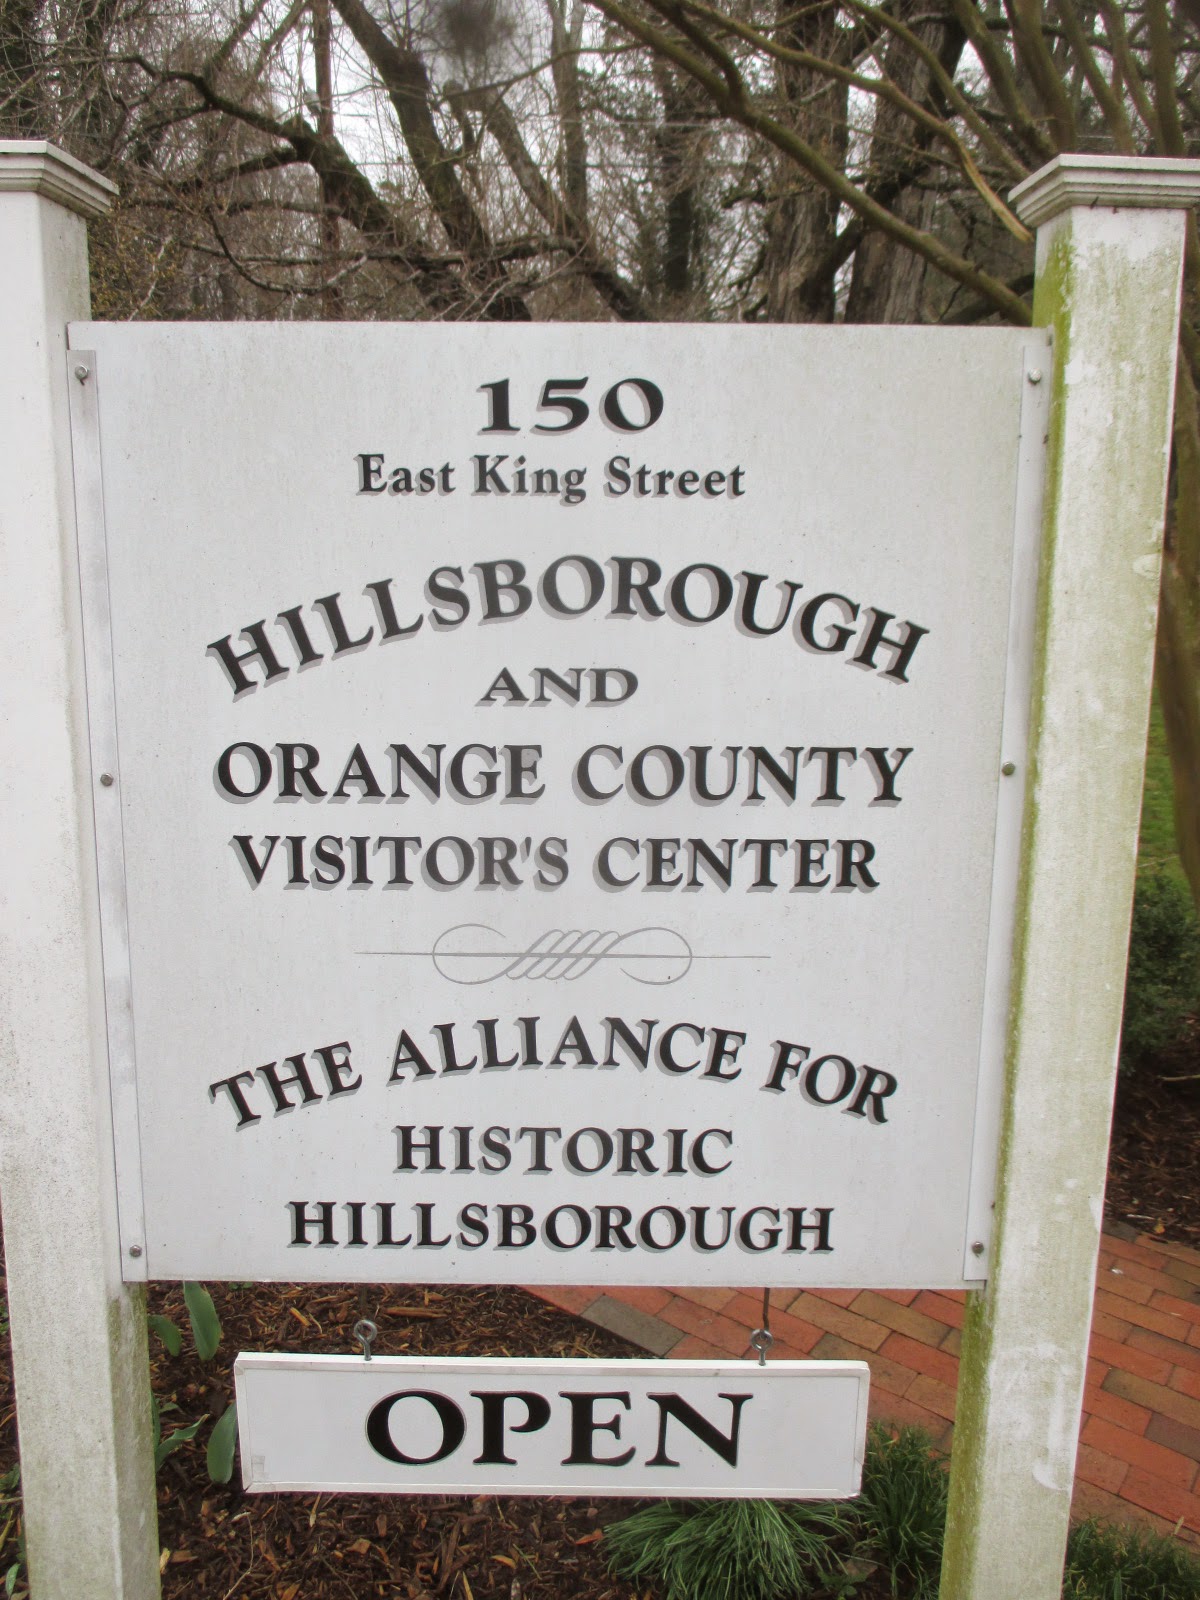 150
East King Street
HILLSBOROUGH
AND
ORANGE COUNTY
VISITOR'S CENTER
THE ALLIANCE FOR
HISTORIC
HILLSBOROUGH
OPEN